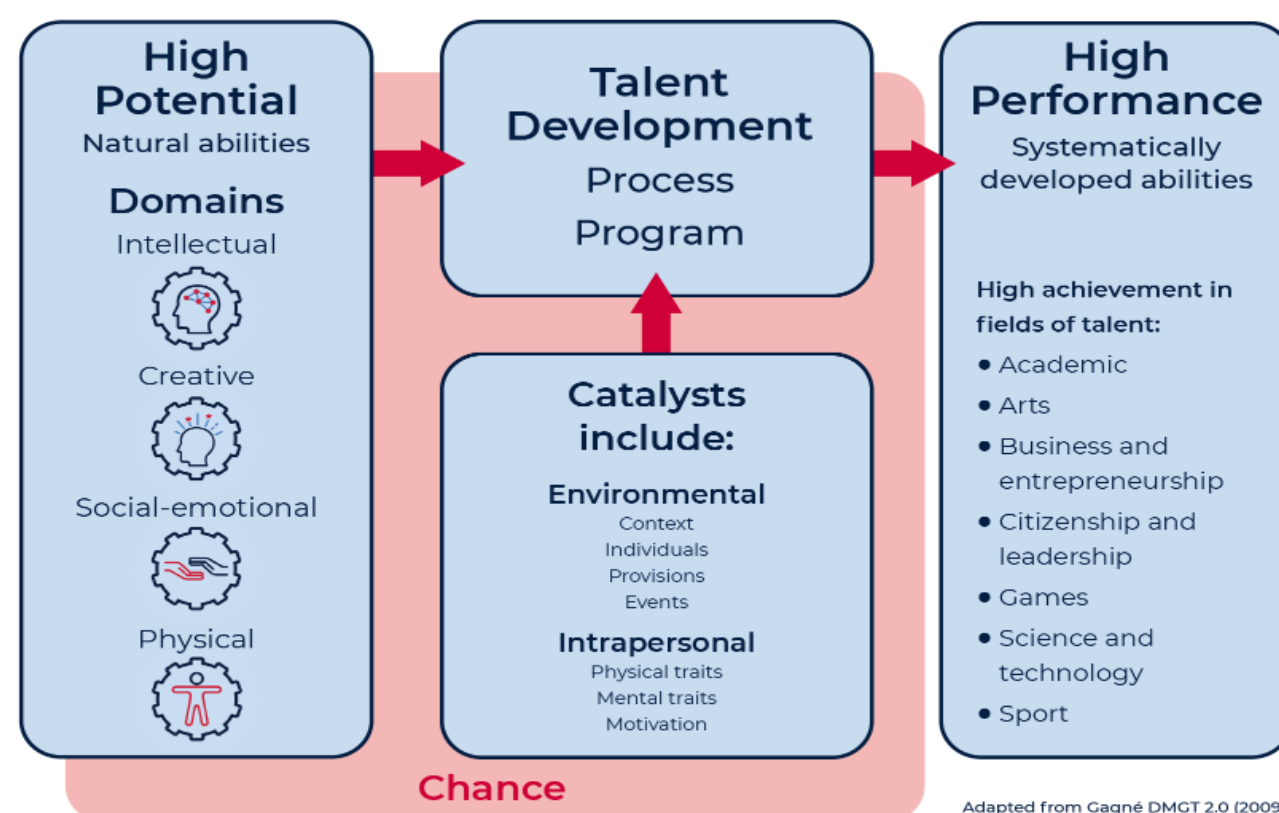 High
Potential
Natural abilities
Domains
Intellectual
Creative
Social-emotional
Physical
Talent
Development
Process
Program
Catalysts
include:
Environmental
Context
Individuals
Provisions
Events
Intrapersonal
Physical traits
Mental traits
Motivation
High
Performance
Systematically
developed abilities
High achievement in
fields of talent:
• Academic
• Arts
• Business and
entrepreneurship
• Citizenship and
leadership
• Games
• Science and
technology
• Sport
Chance
Adapted from Gagné DMGT 2.0 (2009